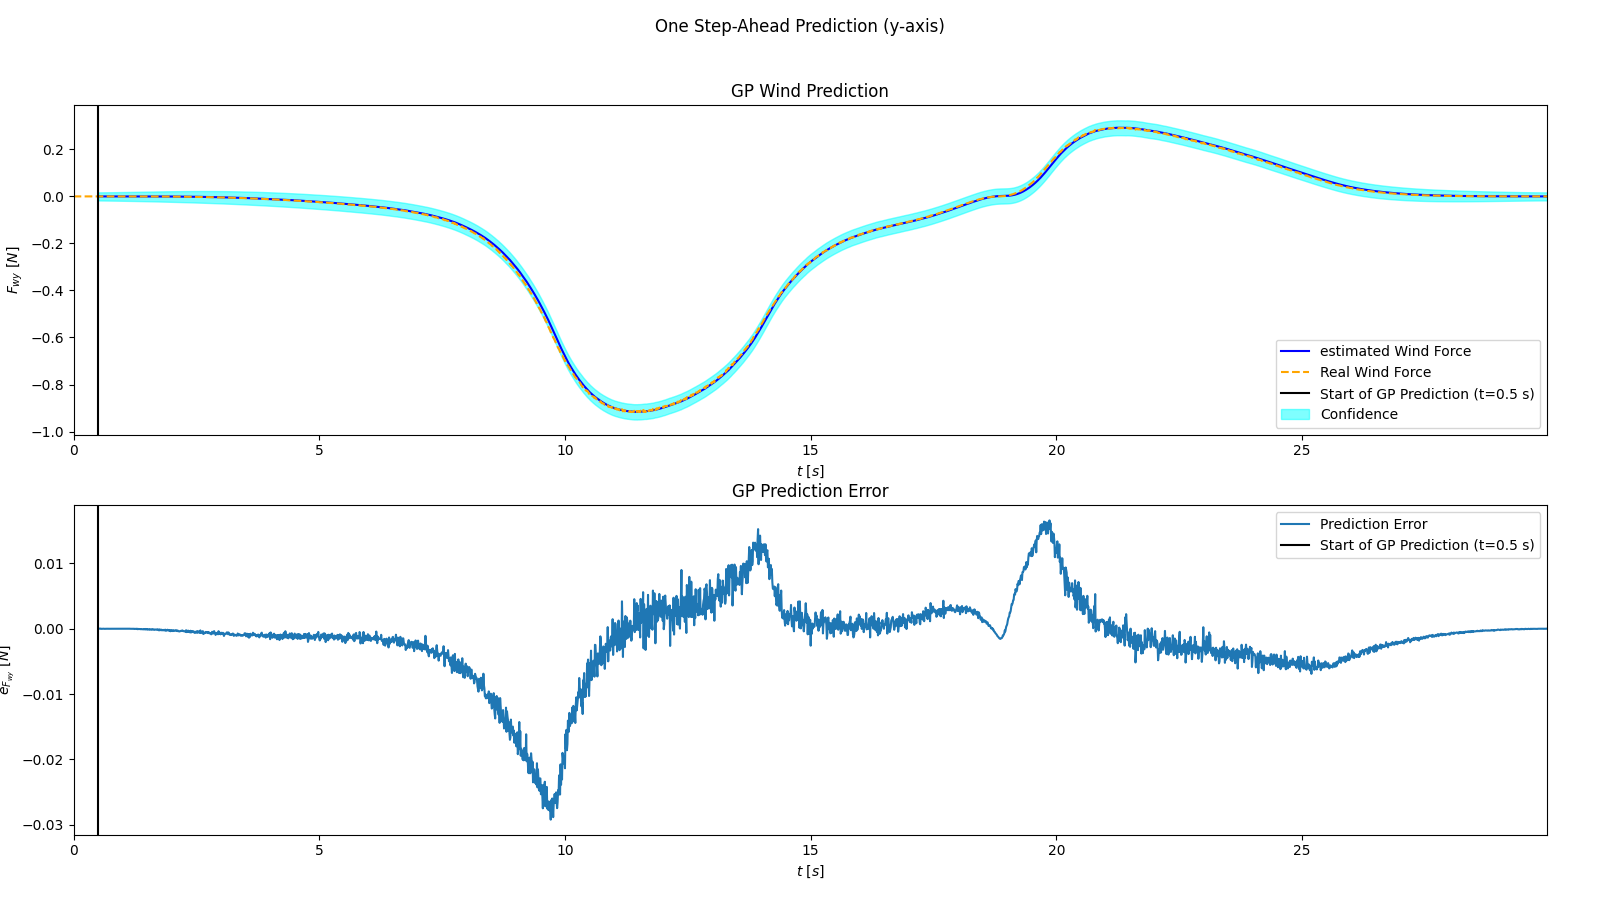 One Step-Ahead Prediction (y-axis)
GP Wind Prediction
0.2
0.0
−0.2
−0.4
−0.6
−0.8
−1.0
F_wy [N]
estimated Wind Force
Real Wind Force
Start of GP Prediction (t=0.5 s)
Confidence
0 5 10 15 20 25
t [s]
GP Prediction Error
0.01
0.00
−0.01
−0.02
−0.03
e_F_wy [N]
Prediction Error
Start of GP Prediction (t=0.5 s)
0 5 10 15 20 25
t [s]